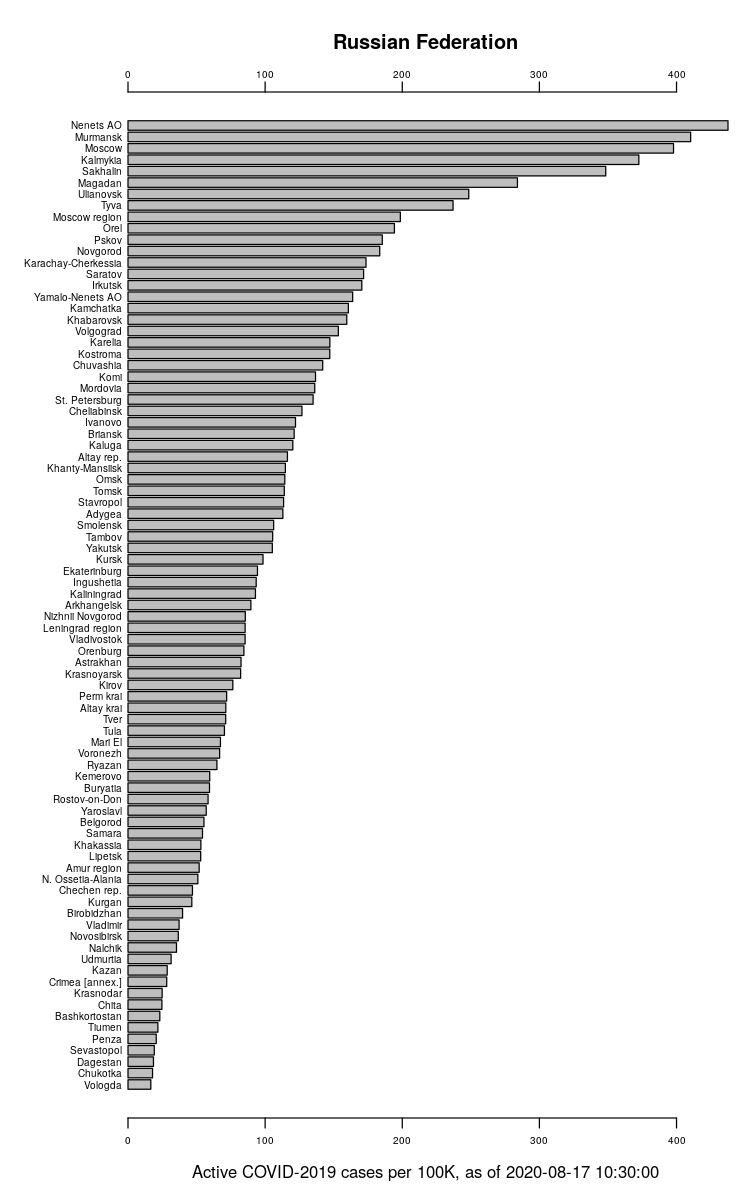 Russian Federation
0 100 200 300 400
Nenets AO
Murmansk
Moscow
Kalmykia
Sakhalin
Magadan
Ulianovsk
Tyva
Moscow region
Orel
Pskov
Novgorod
Karachay-Cherkessia
Saratov
Irkutsk
Yamalo-Nenets AO
Kamchatka
Khabarovsk
Volgograd
Karelia
Kostroma
Chuvashia
Komi
Mordovia
St. Petersburg
Cheliabinsk
Ivanovo
Briansk
Kaluga
Altay rep.
Khanty-Mansiisk
Omsk
Tomsk
Stavropol
Adygea
Smolensk
Tambov
Yakutsk
Kursk
Ekaterinburg
Ingushetia
Kaliningrad
Arkhangelsk
Nizhnii Novgorod
Leningrad region
Vladivostok
Orenburg
Astrakhan
Krasnoyarsk
Kirov
Perm krai
Altay krai
Tver
Tula
Mari El
Voronezh
Ryazan
Kemerovo
Buryatia
Rostov-on-Don
Yaroslavl
Belgorod
Samara
Khakassia
Lipetsk
Amur region
N. Ossetia-Alania
Chechen rep.
Kurgan
Birobidzhan
Vladimir
Novosibirsk
Nalchik
Udmurtia
Kazan
Crimea [annex.]
Krasnodar
Chita
Bashkortostan
Tiumen
Penza
Sevastopol
Dagestan
Chukotka
Vologda
0 100 200 300 400
Active COVID-2019 cases per 100K, as of 2020-08-17 10:30:00